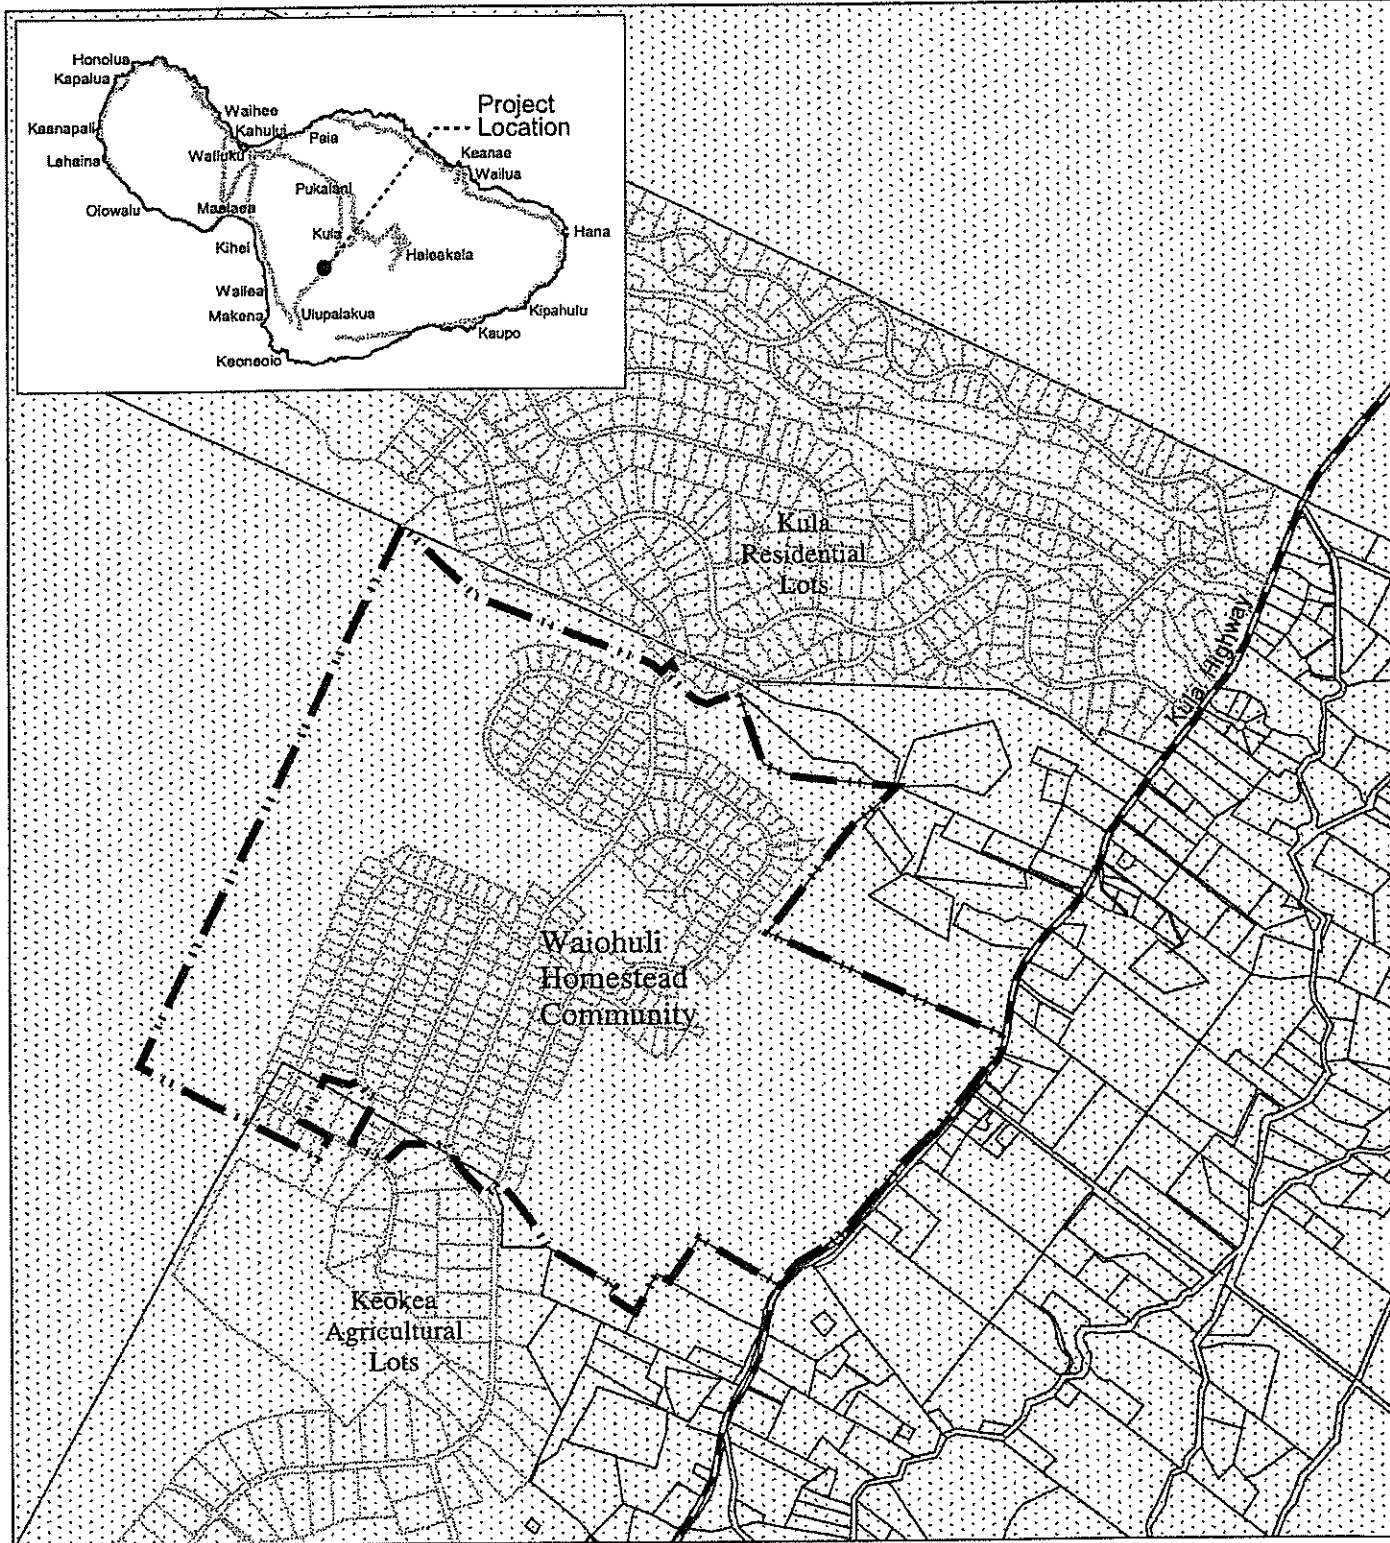 Honolua
Kapalua
Kaanapali
Lahaina
Olowalu
Waihee
Kahului
Wailuku
Maalaea
Paia
Project
Location
Keanae
Wailua
Pukalani
Kula
Haleakala
Hana
Kihei
Wailea
Makena
Ulupalakua
Keoneoio
Kipahulu
Kaupo
Kula
Residential
Lots
Kula Highway
Waiohuli
Homestead
Community
Kēōkea
Agricultural
Lots